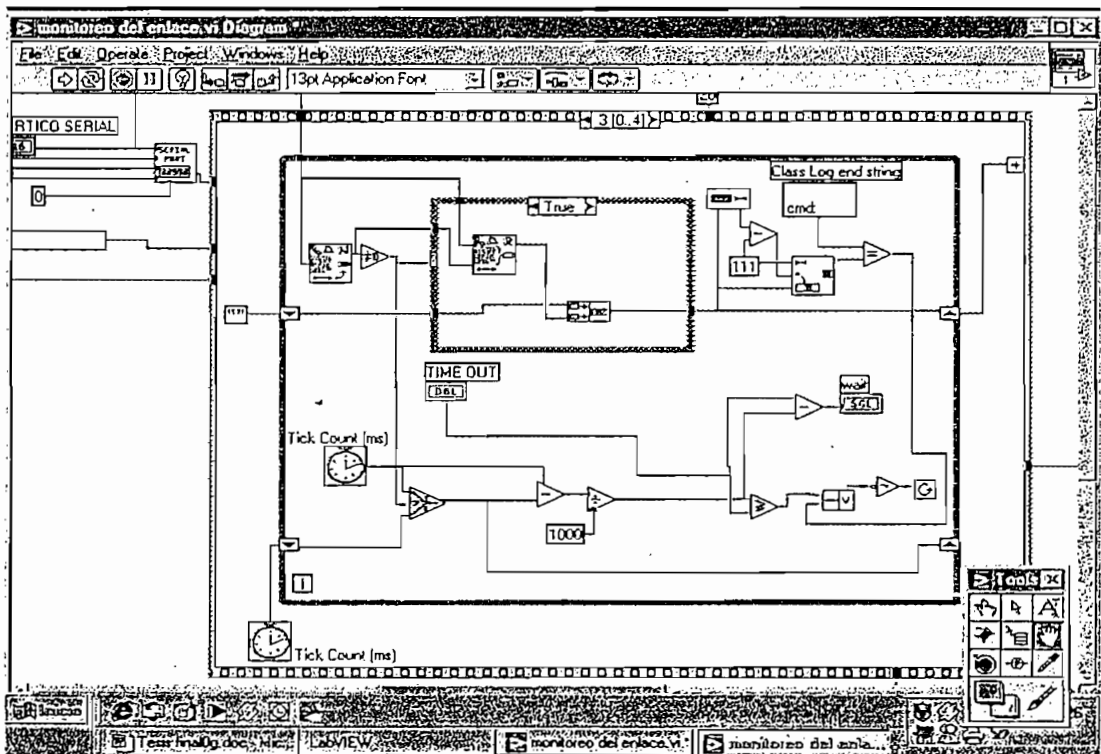 monitoreo del enlace.vi Diagram *
File Edit Operate Project Windows Help
13pt Application Font
1
3 [0..4]
RTICO SERIAL
SERIAL
PORT
0
True
Class Log end string
cmd:
111
TIME OUT
DBL
wait
Tick Count (ms)
1000
i
Tick Count (ms)
Tools
LabVIEW
monitoreo del enlace.vi *
monitoreo del enla...